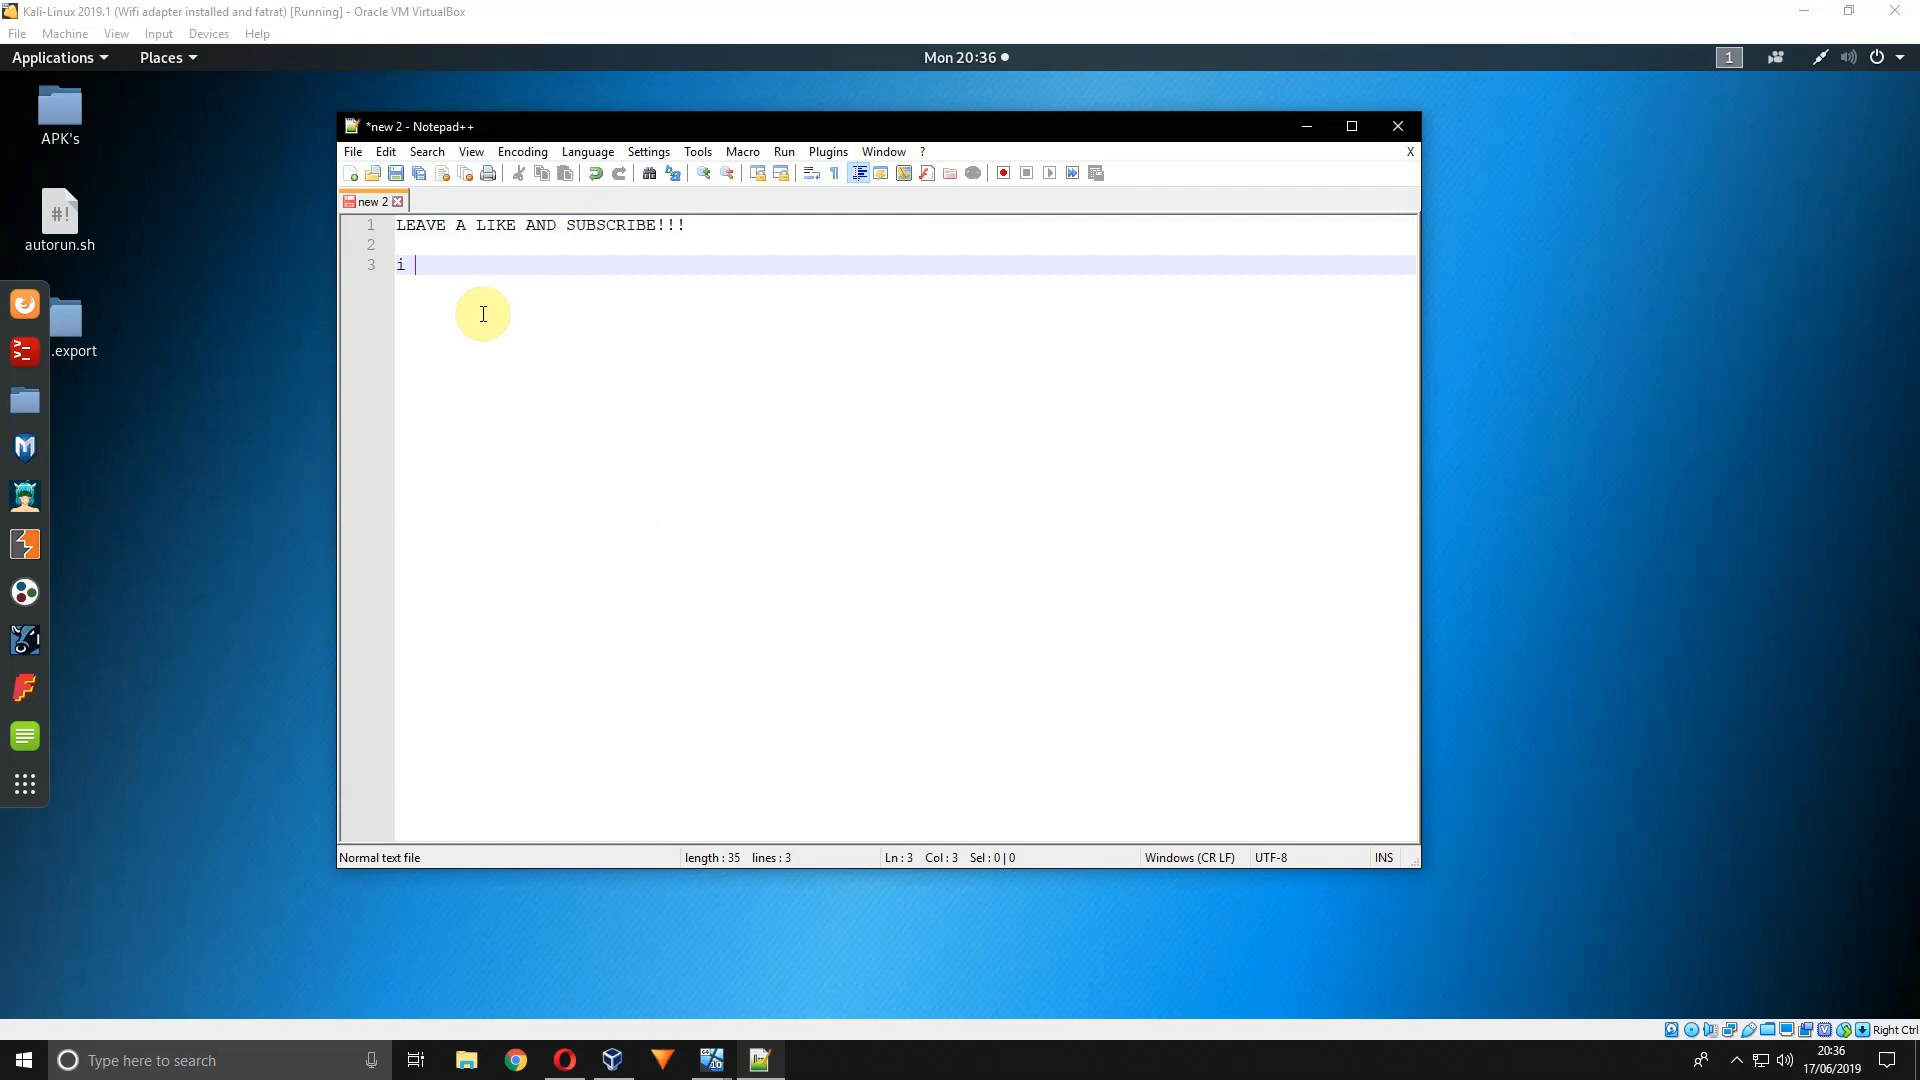 Kali-Linux 2019.1 (Wifi adapter installed and fatrat) [Running] - Oracle VM VirtualBox
File Machine View Input Devices Help
Applications Places Mon 20:36 1
APK's
autorun.sh
.export
*new 2 - Notepad++
File Edit Search View Encoding Language Settings Tools Macro Run Plugins Window ? X
new 2
1 LEAVE A LIKE AND SUBSCRIBE!!!
2
3 i
Normal text file length : 35 lines : 3 Ln : 3 Col : 3 Sel : 0 | 0 Windows (CR LF) UTF-8 INS
Right Ctrl
Type here to search
20:36
17/06/2019